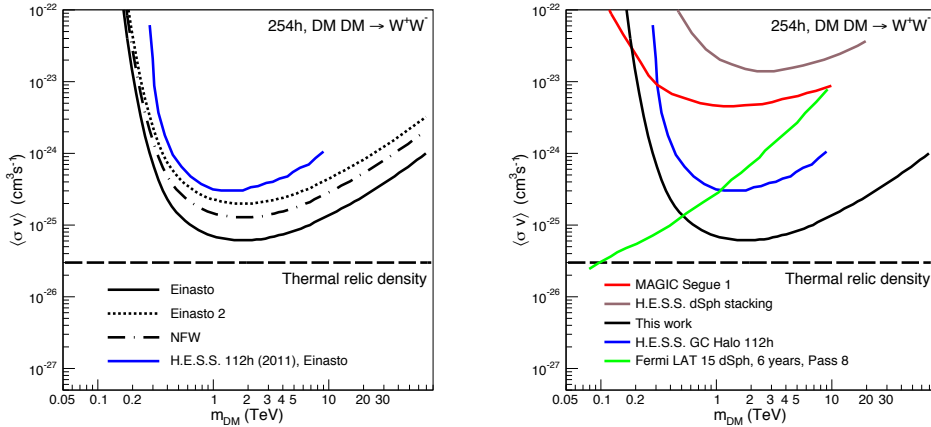 254h, DM DM → W⁺W⁻
⟨σ v⟩ (cm³s⁻¹)
10⁻²²
10⁻²³
10⁻²⁴
10⁻²⁵
10⁻²⁶
10⁻²⁷
Thermal relic density
Einasto
Einasto 2
NFW
H.E.S.S. 112h (2011), Einasto
0.05 0.1 0.2 1 2 3 4 5 10 20 30
m_DM (TeV)
254h, DM DM → W⁺W⁻
⟨σ v⟩ (cm³s⁻¹)
10⁻²²
10⁻²³
10⁻²⁴
10⁻²⁵
10⁻²⁶
10⁻²⁷
Thermal relic density
MAGIC Segue 1
H.E.S.S. dSph stacking
This work
H.E.S.S. GC Halo 112h
Fermi LAT 15 dSph, 6 years, Pass 8
0.05 0.1 0.2 1 2 3 4 5 10 20 30
m_DM (TeV)